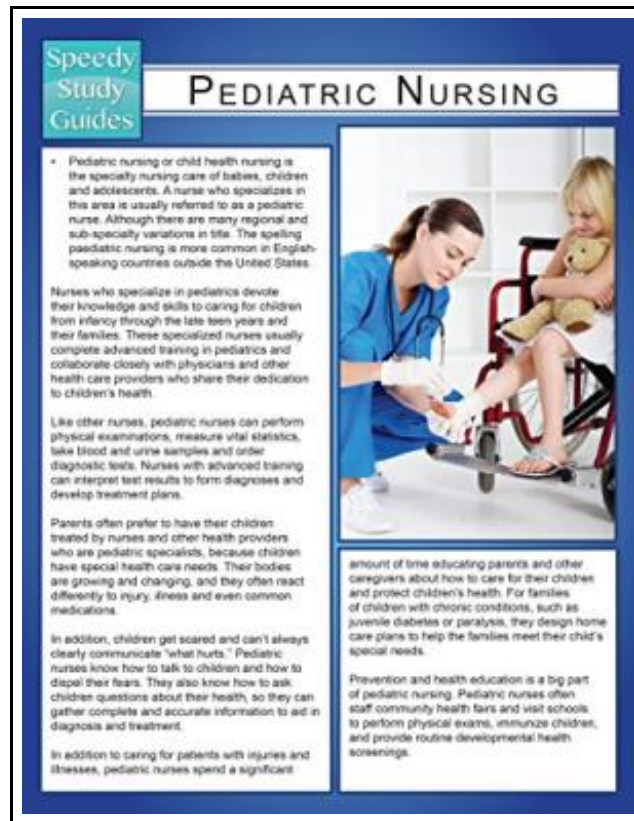 Speedy
Study
Guides
PEDIATRIC NURSING
• Pediatric nursing or child health nursing is
the specialty nursing care of babies, children
and adolescents. A nurse who specializes in
this area is usually referred to as a pediatric
nurse. Although there are many regional and
sub-specialty variations in title. The spelling
paediatric nursing is more common in English-
speaking countries outside the United States.
Nurses who specialize in pediatrics devote
their knowledge and skills to caring for children
from infancy through the late teen years and
their families. These specialized nurses usually
complete advanced training in pediatrics and
collaborate closely with physicians and other
health care providers who share their dedication
to children's health.
Like other nurses, pediatric nurses can perform
physical examinations, measure vital statistics,
take blood and urine samples and order
diagnostic tests. Nurses with advanced training
can interpret test results to form diagnoses and
develop treatment plans.
Parents often prefer to have their children
treated by nurses and other health providers
who are pediatric specialists, because children
have special health care needs. Their bodies
are growing and changing, and they often react
differently to injury, illness and even common
medications.
In addition, children get scared and can't always
clearly communicate "what hurts." Pediatric
nurses know how to talk to children and how to
dispel their fears. They also know how to ask
children questions about their health, so they can
gather complete and accurate information to aid in
diagnosis and treatment.
In addition to caring for patients with injuries and
illnesses, pediatric nurses spend a significant
amount of time educating parents and other
caregivers about how to care for their children
and protect children's health. For families
of children with chronic conditions, such as
juvenile diabetes or paralysis, they design home
care plans to help the families meet their child's
special needs.
Prevention and health education is a big part
of pediatric nursing. Pediatric nurses often
staff community health fairs and visit schools
to perform physical exams, immunize children,
and provide routine developmental health
screenings.